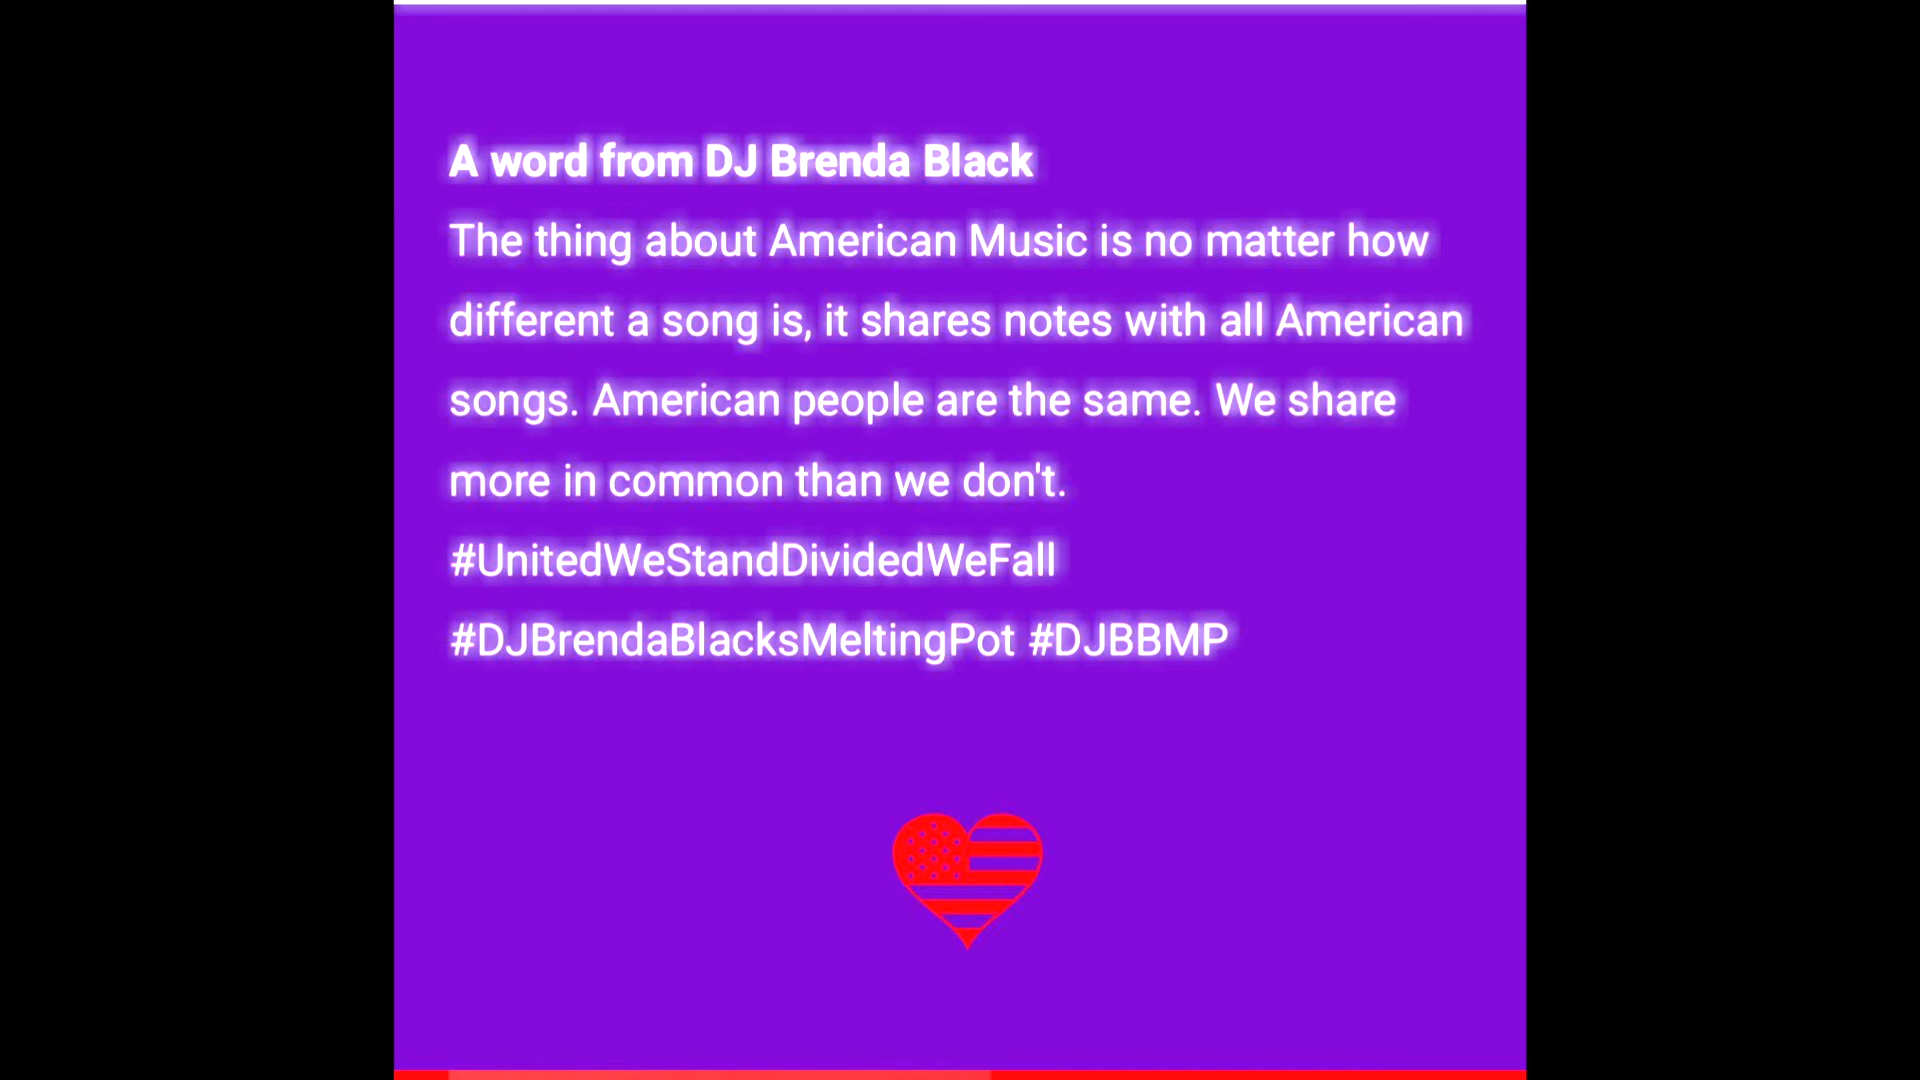 A word from DJ Brenda Black
The thing about American Music is no matter how
different a song is, it shares notes with all American
songs. American people are the same. We share
more in common than we don't.
#UnitedWeStandDividedWeFall
#DJBrendaBlacksMeltingPot #DJBBMP